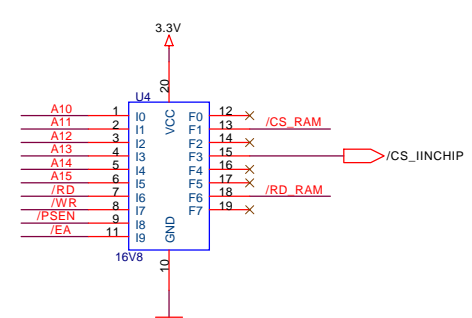 3.3V
U4
20
VCC
A10 1 I0 F0 12
A11 2 I1 F1 13 /CS_RAM
A12 3 I2 F2 14
A13 4 I3 F3 15 /CS_IINCHIP
A14 5 I4 F4 16
A15 6 I5 F5 17
/RD 7 I6 F6 18 /RD_RAM
/WR 8 I7 F7 19
/PSEN 9 I8
/EA 11 I9
GND
16V8
10